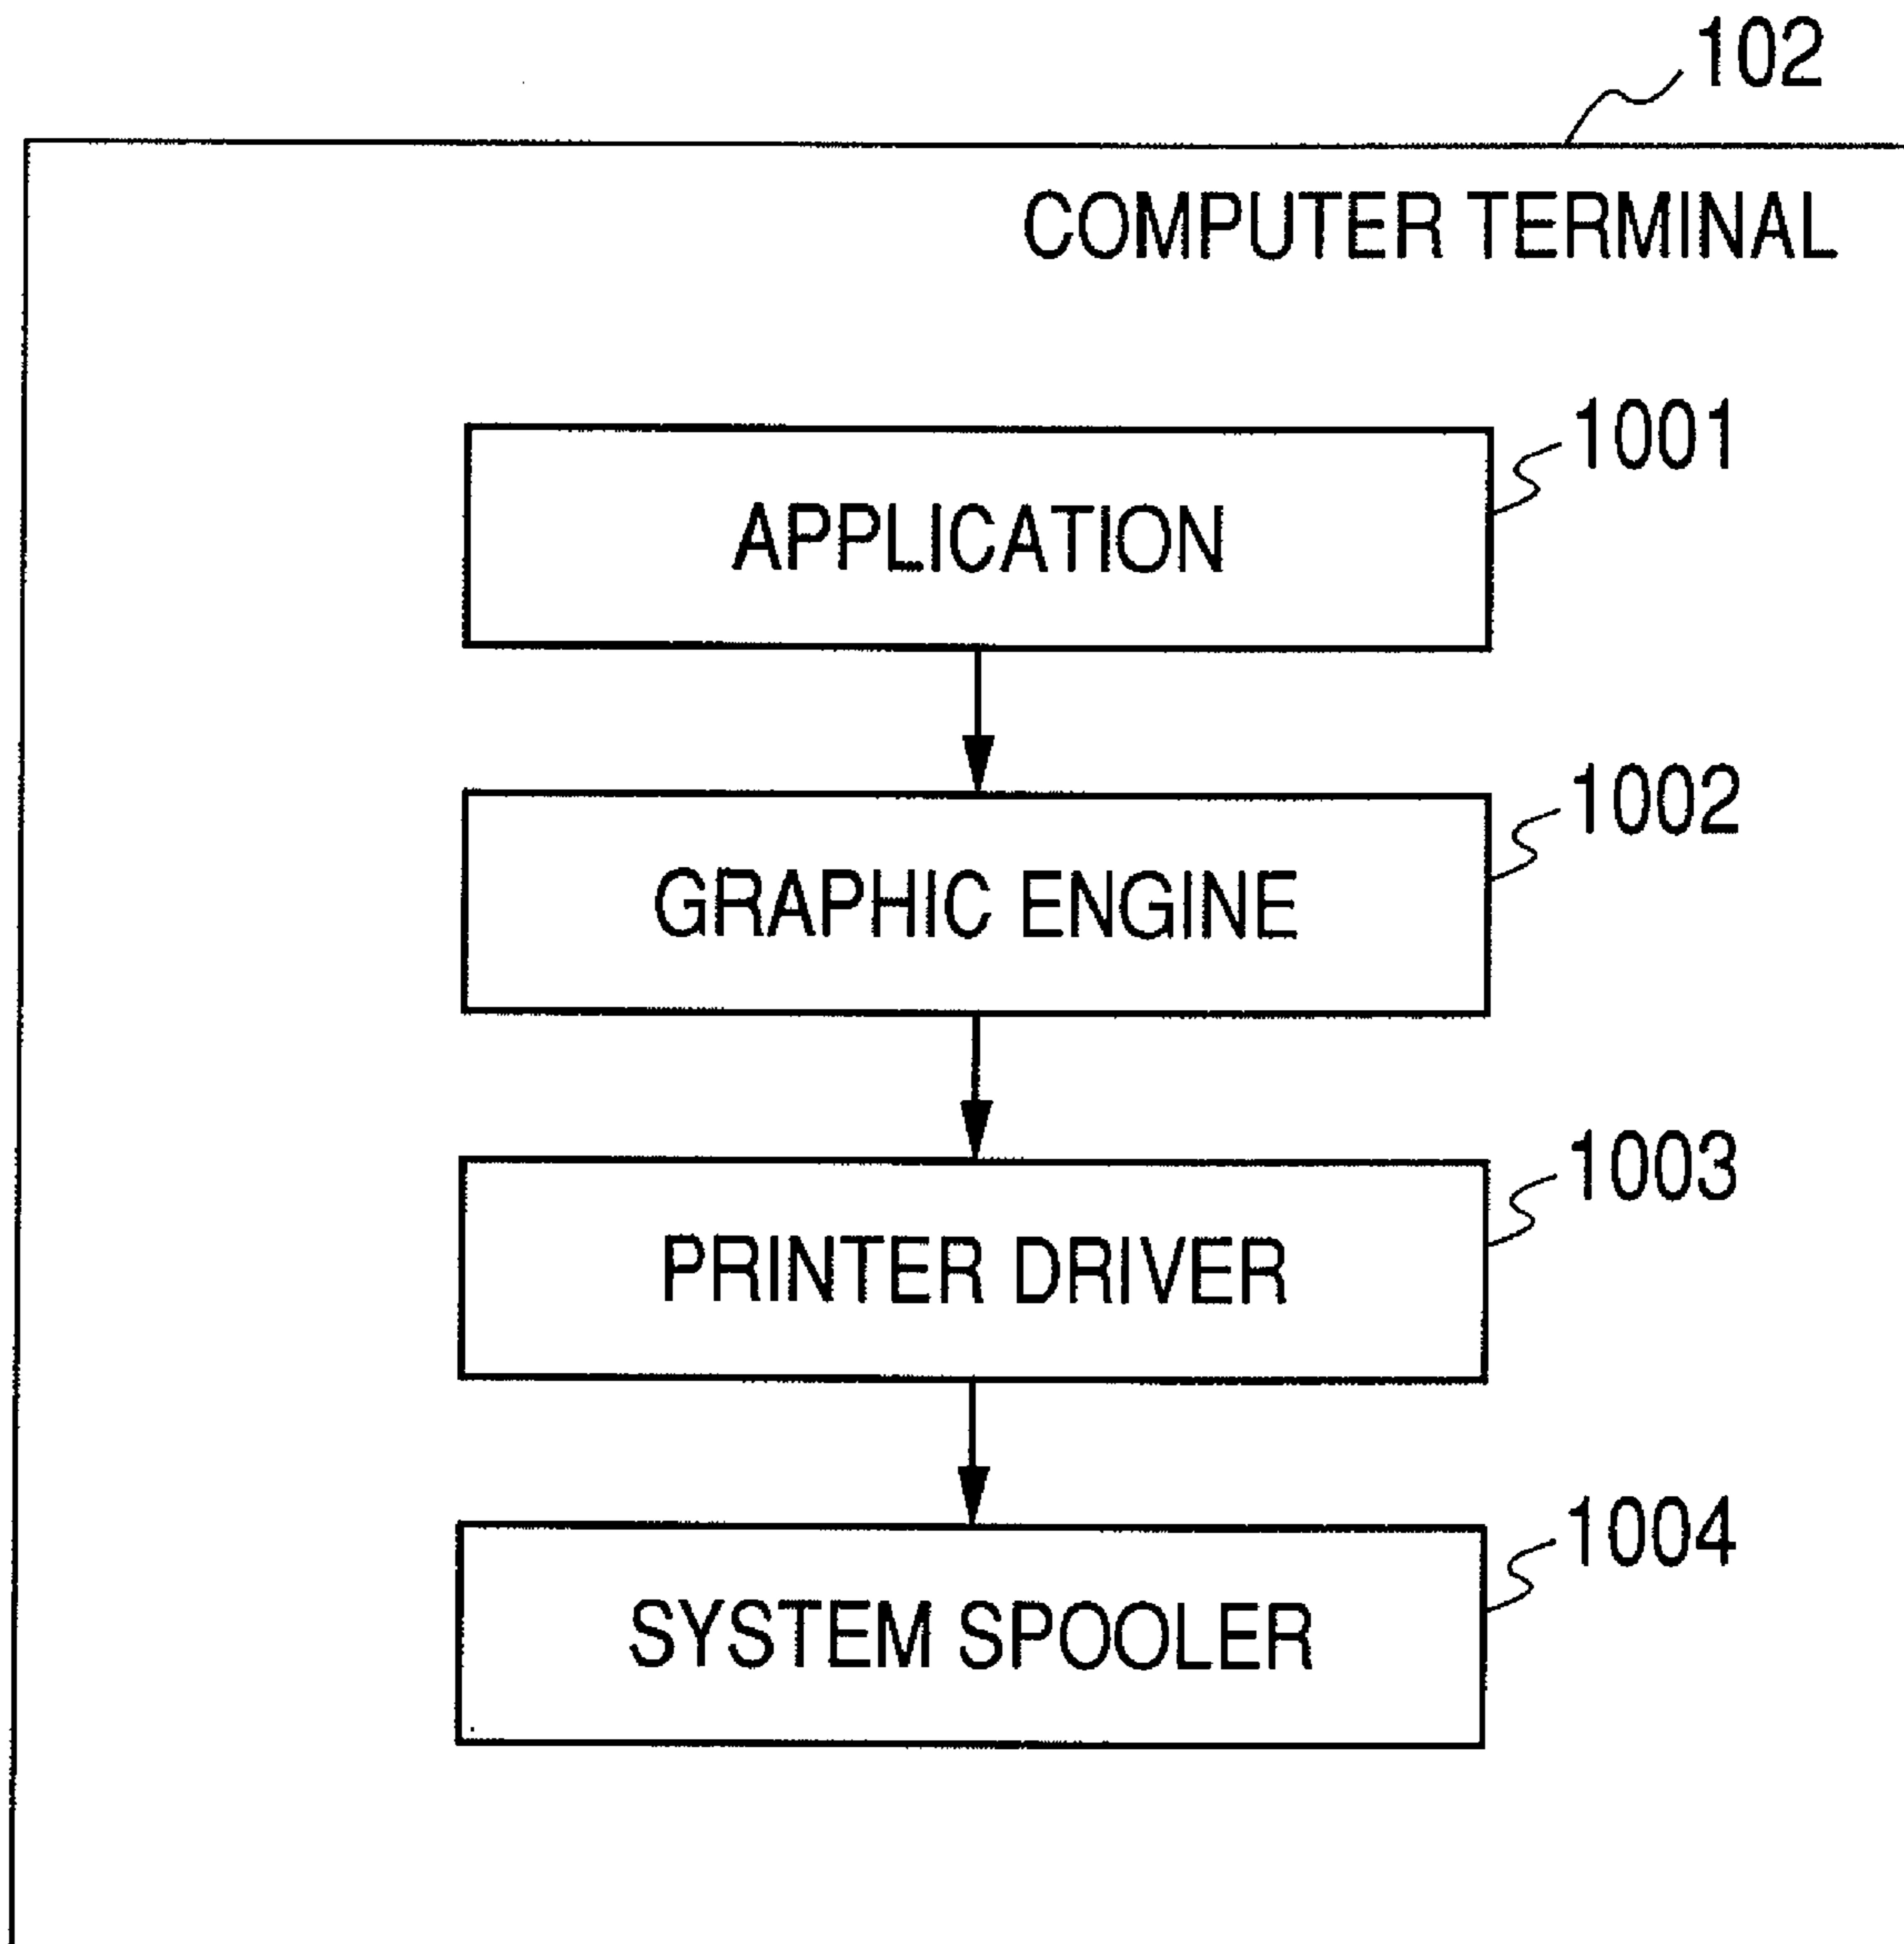 102
COMPUTER TERMINAL
1001
APPLICATION
1002
GRAPHIC ENGINE
1003
PRINTER DRIVER
1004
SYSTEM SPOOLER